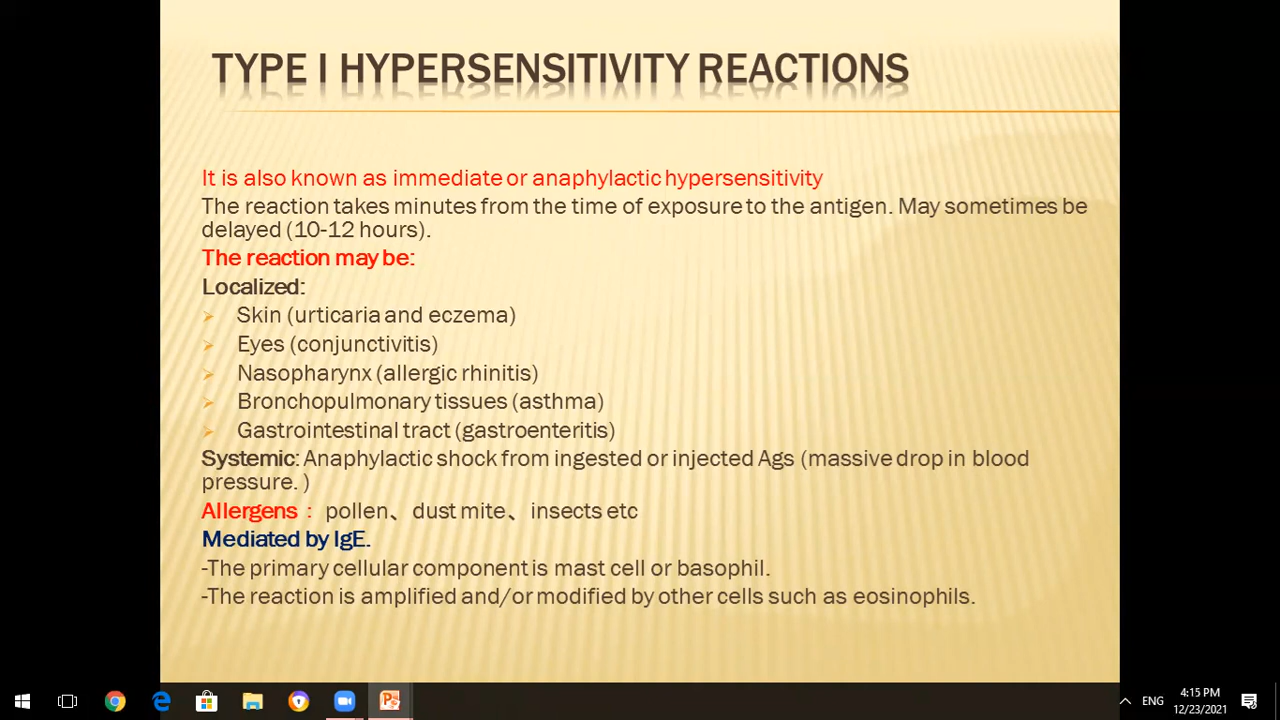 TYPE I HYPERSENSITIVITY REACTIONS
It is also known as immediate or anaphylactic hypersensitivity
The reaction takes minutes from the time of exposure to the antigen. May sometimes be
delayed (10-12 hours).
The reaction may be:
Localized:
Skin (urticaria and eczema)
Eyes (conjunctivitis)
Nasopharynx (allergic rhinitis)
Bronchopulmonary tissues (asthma)
Gastrointestinal tract (gastroenteritis)
Systemic: Anaphylactic shock from ingested or injected Ags (massive drop in blood
pressure. )
Allergens： pollen、dust mite、insects etc
Mediated by IgE.
-The primary cellular component is mast cell or basophil.
-The reaction is amplified and/or modified by other cells such as eosinophils.
ENG
4:15 PM
12/23/2021